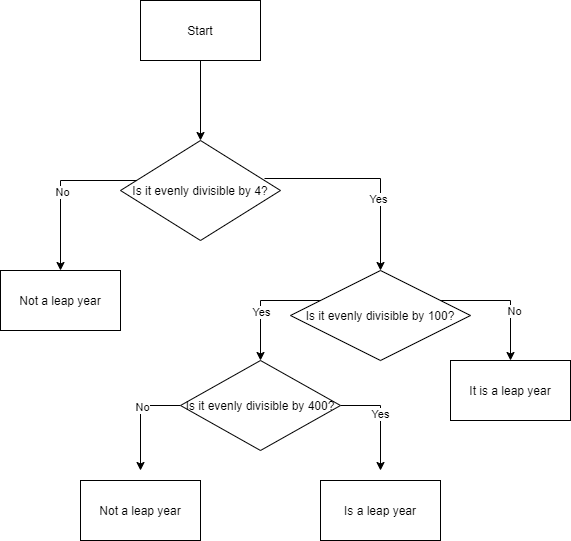 Start
Is it evenly divisible by 4?
No
Yes
Not a leap year
Is it evenly divisible by 100?
Yes
No
It is a leap year
Is it evenly divisible by 400?
No
Yes
Not a leap year
Is a leap year